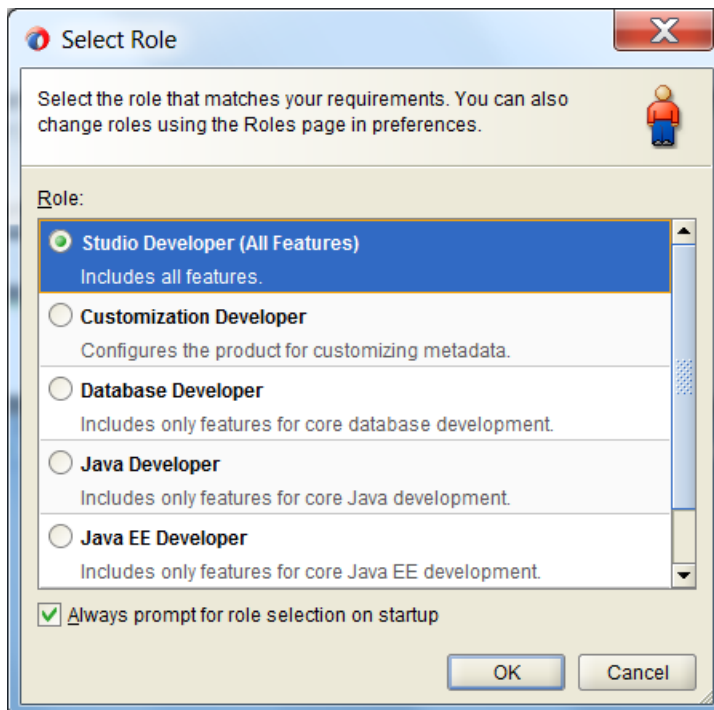 Select Role
Select the role that matches your requirements. You can also
change roles using the Roles page in preferences.
Role:
Studio Developer (All Features)
Includes all features.
Customization Developer
Configures the product for customizing metadata.
Database Developer
Includes only features for core database development.
Java Developer
Includes only features for core Java development.
Java EE Developer
Includes only features for core Java EE development.
Always prompt for role selection on startup
OK Cancel